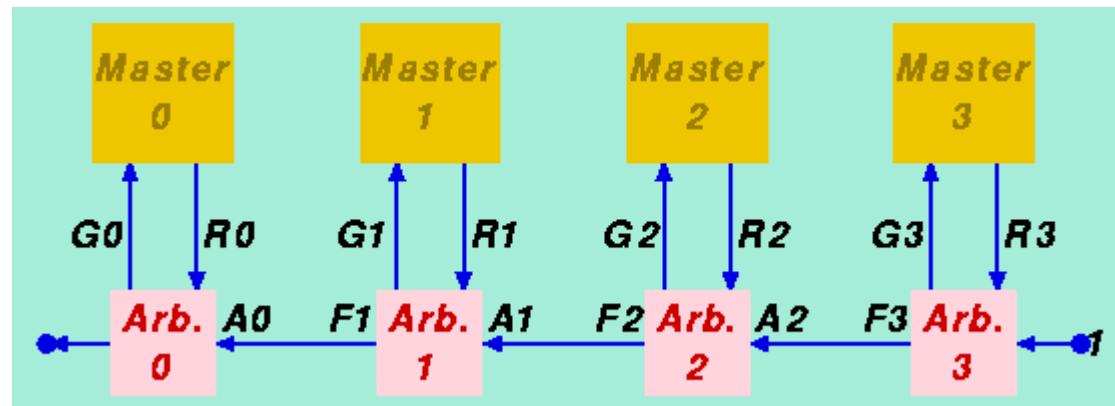 Master 0
Master 1
Master 2
Master 3
G0 R0 G1 R1 G2 R2 G3 R3
Arb. A0 F1 Arb. A1 F2 Arb. A2 F3 Arb. 1
0 1 2 3